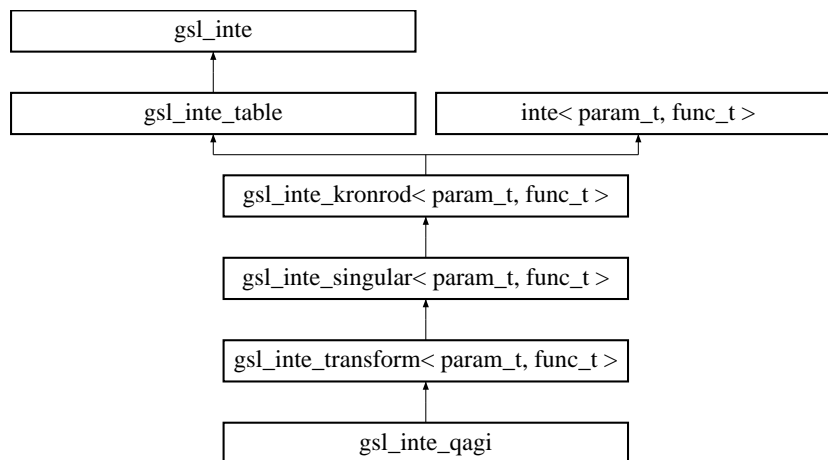 gsl_inte
gsl_inte_table
inte< param_t, func_t >
gsl_inte_kronrod< param_t, func_t >
gsl_inte_singular< param_t, func_t >
gsl_inte_transform< param_t, func_t >
gsl_inte_qagi